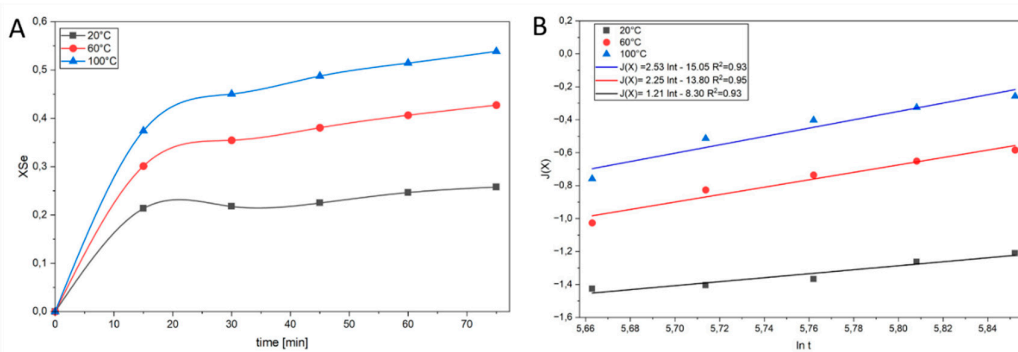 A
0,6
0,5
0,4
0,3
0,2
0,1
0,0
XSe
20°C
60°C
100°C
0
10
20
30
40
50
60
70
time [min]
B
0,2
0,0
−0,2
−0,4
−0,6
−0,8
−1,0
−1,2
−1,4
−1,6
J(X)
20°C
60°C
100°C
J(X) =2.53 lnt - 15.05 R²=0.93
J(X)= 2.25 lnt - 13.80 R²=0.95
J(X)= 1.21 lnt - 8.30 R²=0.93
5,66
5,68
5,70
5,72
5,74
5,76
5,78
5,80
5,82
5,84
ln t